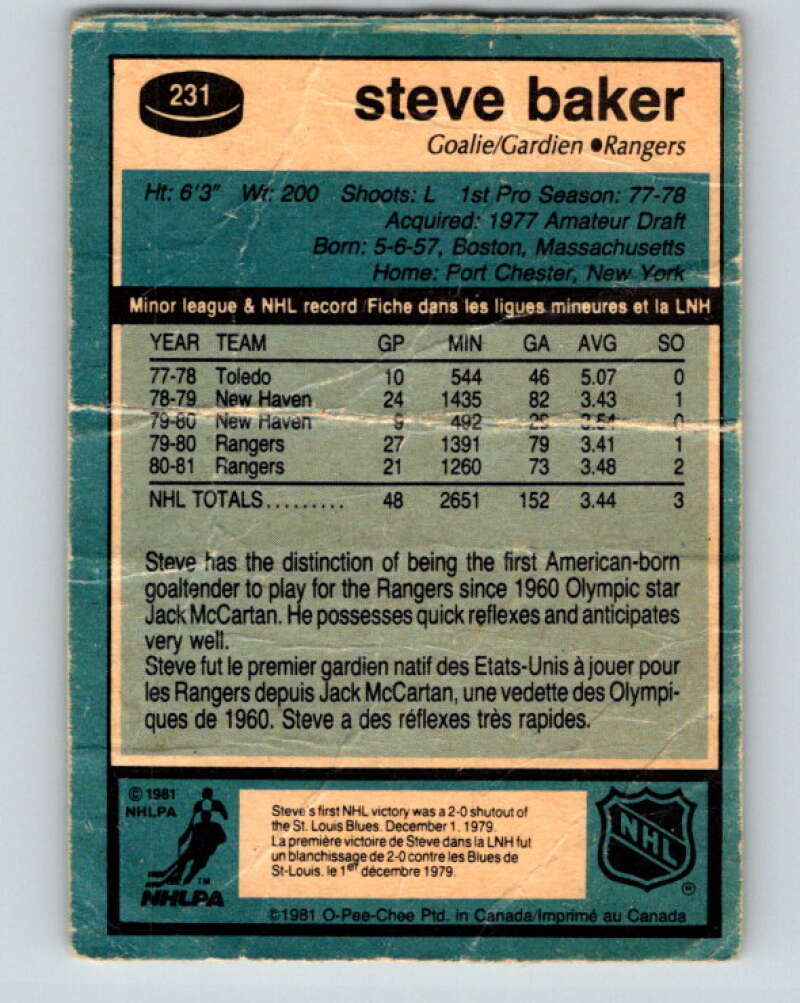 231
steve baker
Goalie/Gardien ●Rangers
Ht: 6'3" Wt: 200 Shoots: L 1st Pro Season: 77-78
Acquired: 1977 Amateur Draft
Born: 5-6-57, Boston, Massachusetts
Home: Port Chester, New York
Minor league & NHL record/Fiche dans les ligues mineures et la LNH
YEAR TEAM GP MIN GA AVG SO
77-78 Toledo 10 544 46 5.07 0
78-79 New Haven 24 1435 82 3.43 1
79-80 New Haven 9 492 29 3.54 0
79-80 Rangers 27 1391 79 3.41 1
80-81 Rangers 21 1260 73 3.48 2
NHL TOTALS......... 48 2651 152 3.44 3
Steve has the distinction of being the first American-born
goaltender to play for the Rangers since 1960 Olympic star
Jack McCartan. He possesses quick reflexes and anticipates
very well.
Steve fut le premier gardien natif des Etats-Unis à jouer pour
les Rangers depuis Jack McCartan, une vedette des Olympi-
ques de 1960. Steve a des réflexes très rapides.
© 1981
NHLPA
TM
NHLPA
Steve's first NHL victory was a 2-0 shutout of
the St. Louis Blues. December 1, 1979.
La première victoire de Steve dans la LNH fut
un blanchissage de 2-0 contre les Blues de
St-Louis. le 1er décembre 1979.
NHL
®
©1981 O-Pee-Chee Ptd. in Canada/Imprimé au Canada